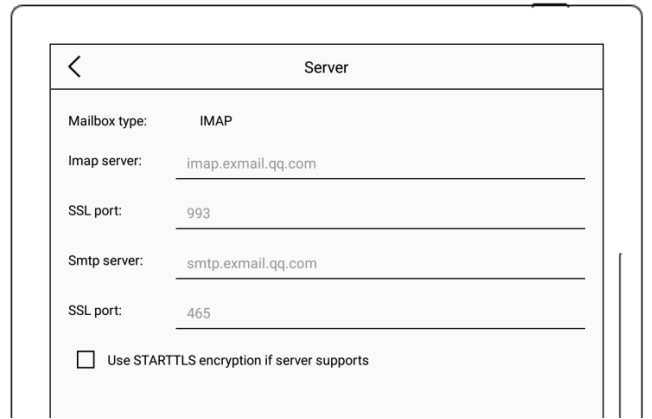 Server
Mailbox type: IMAP
Imap server: imap.exmail.qq.com
SSL port: 993
Smtp server: smtp.exmail.qq.com
SSL port: 465
Use STARTTLS encryption if server supports